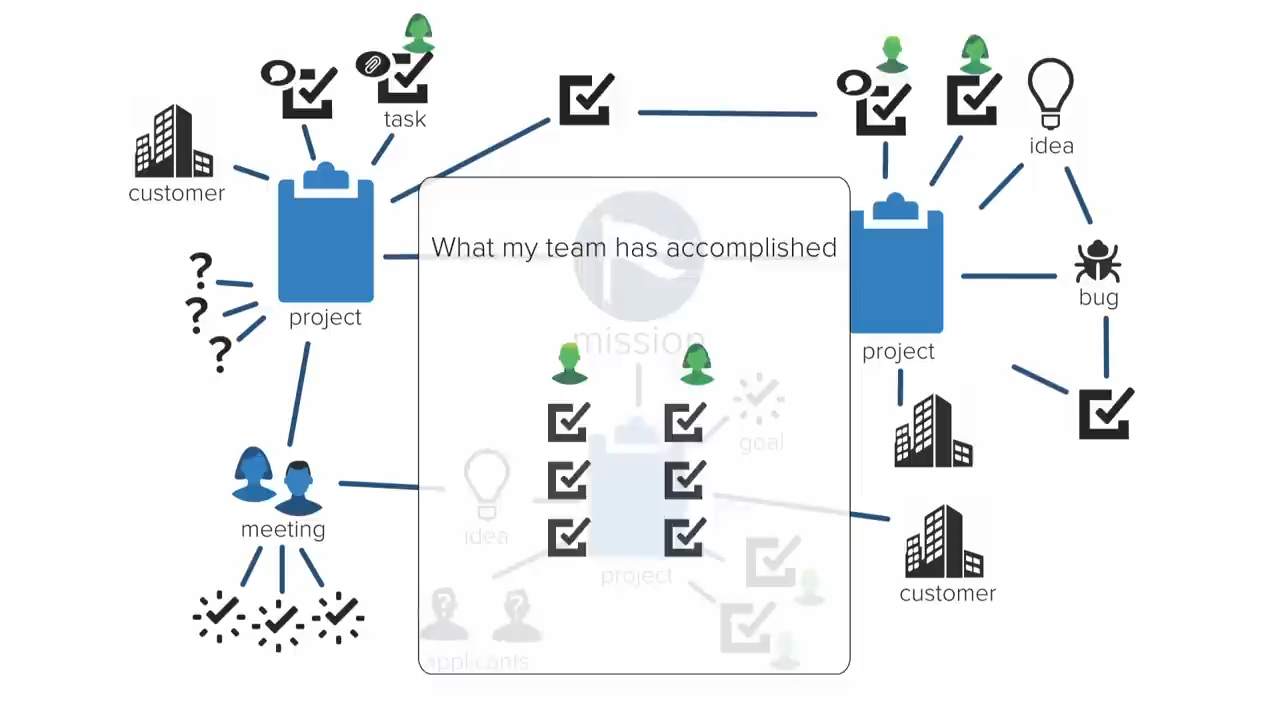 task
customer
idea
What my team has accomplished
bug
project
mission
project
goal
meeting
idea
project
customer
applicants
?
?
?